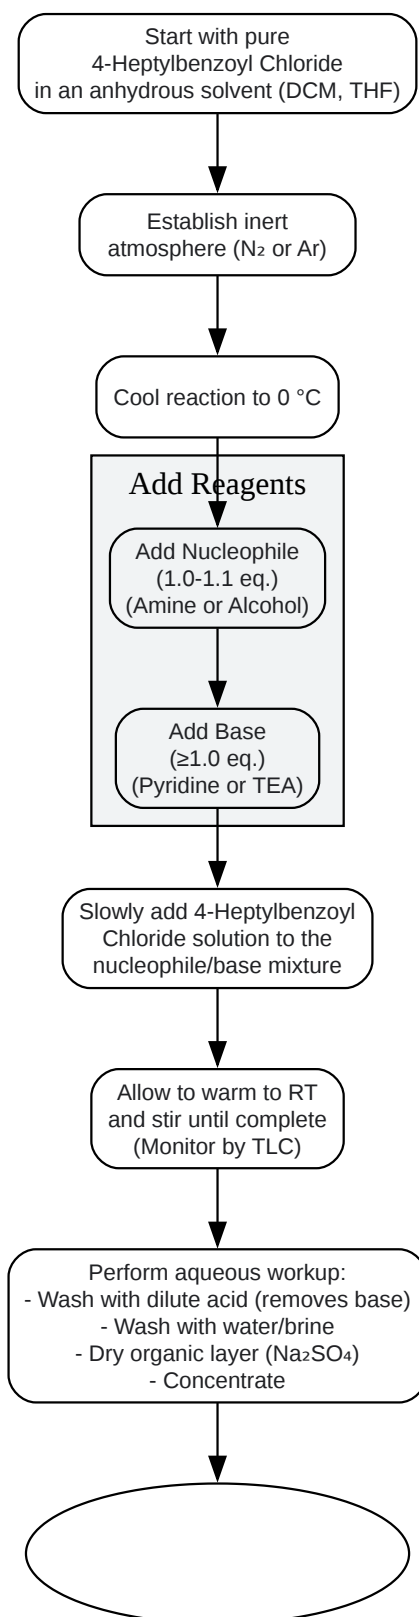 Start with pure
4-Heptylbenzoyl Chloride
in an anhydrous solvent (DCM, THF)
Establish inert
atmosphere (N₂ or Ar)
Cool reaction to 0 °C
Add Reagents
Add Nucleophile
(1.0-1.1 eq.)
(Amine or Alcohol)
Add Base
(≥1.0 eq.)
(Pyridine or TEA)
Slowly add 4-Heptylbenzoyl
Chloride solution to the
nucleophile/base mixture
Allow to warm to RT
and stir until complete
(Monitor by TLC)
Perform aqueous workup:
- Wash with dilute acid (removes base)
- Wash with water/brine
- Dry organic layer (Na₂SO₄)
- Concentrate